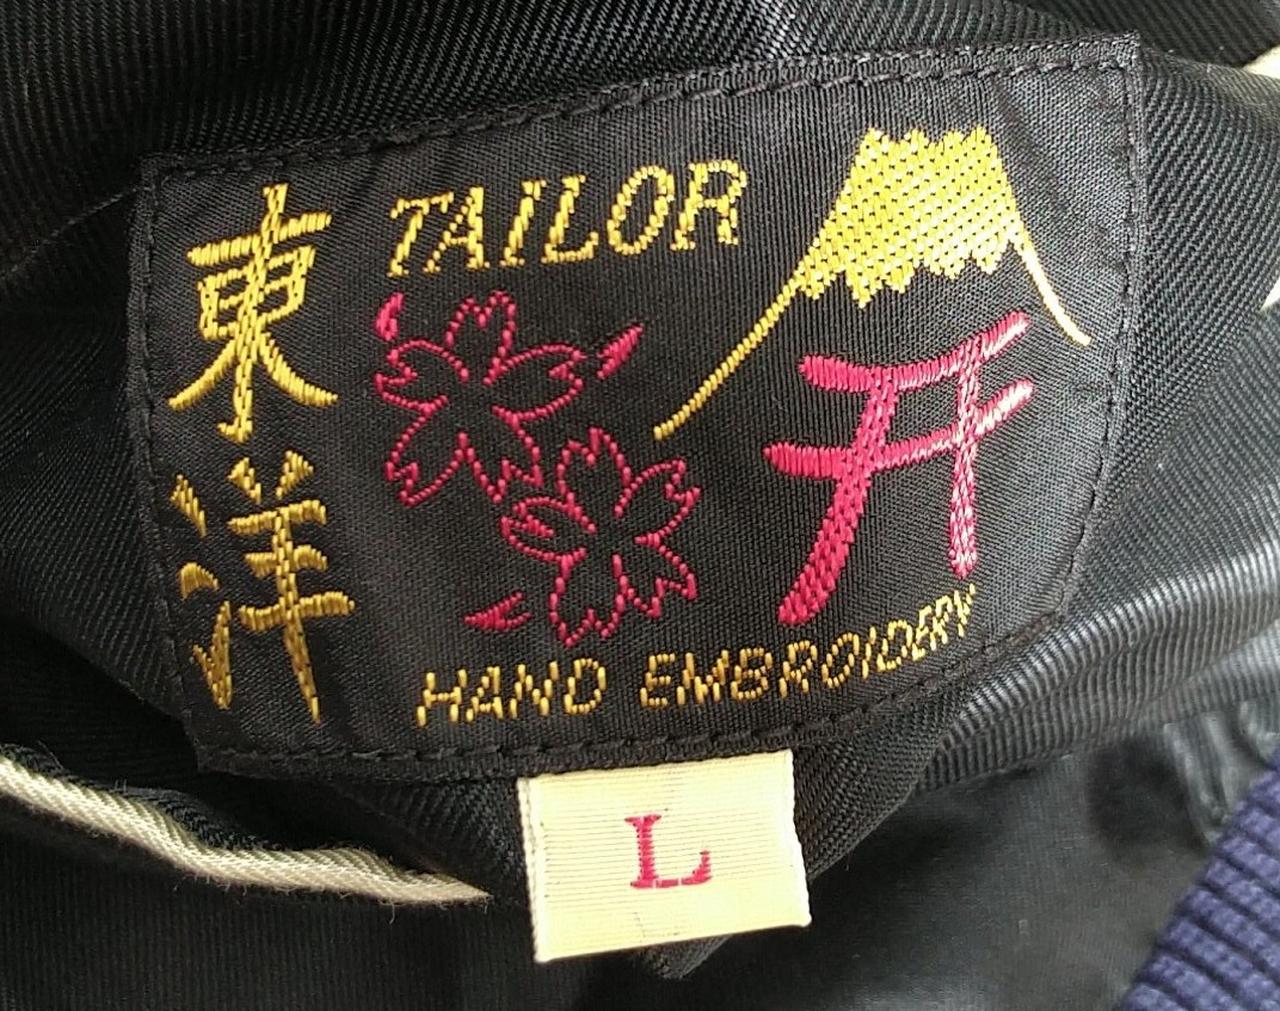 東洋
TAILOR
HAND EMBROIDERY
L